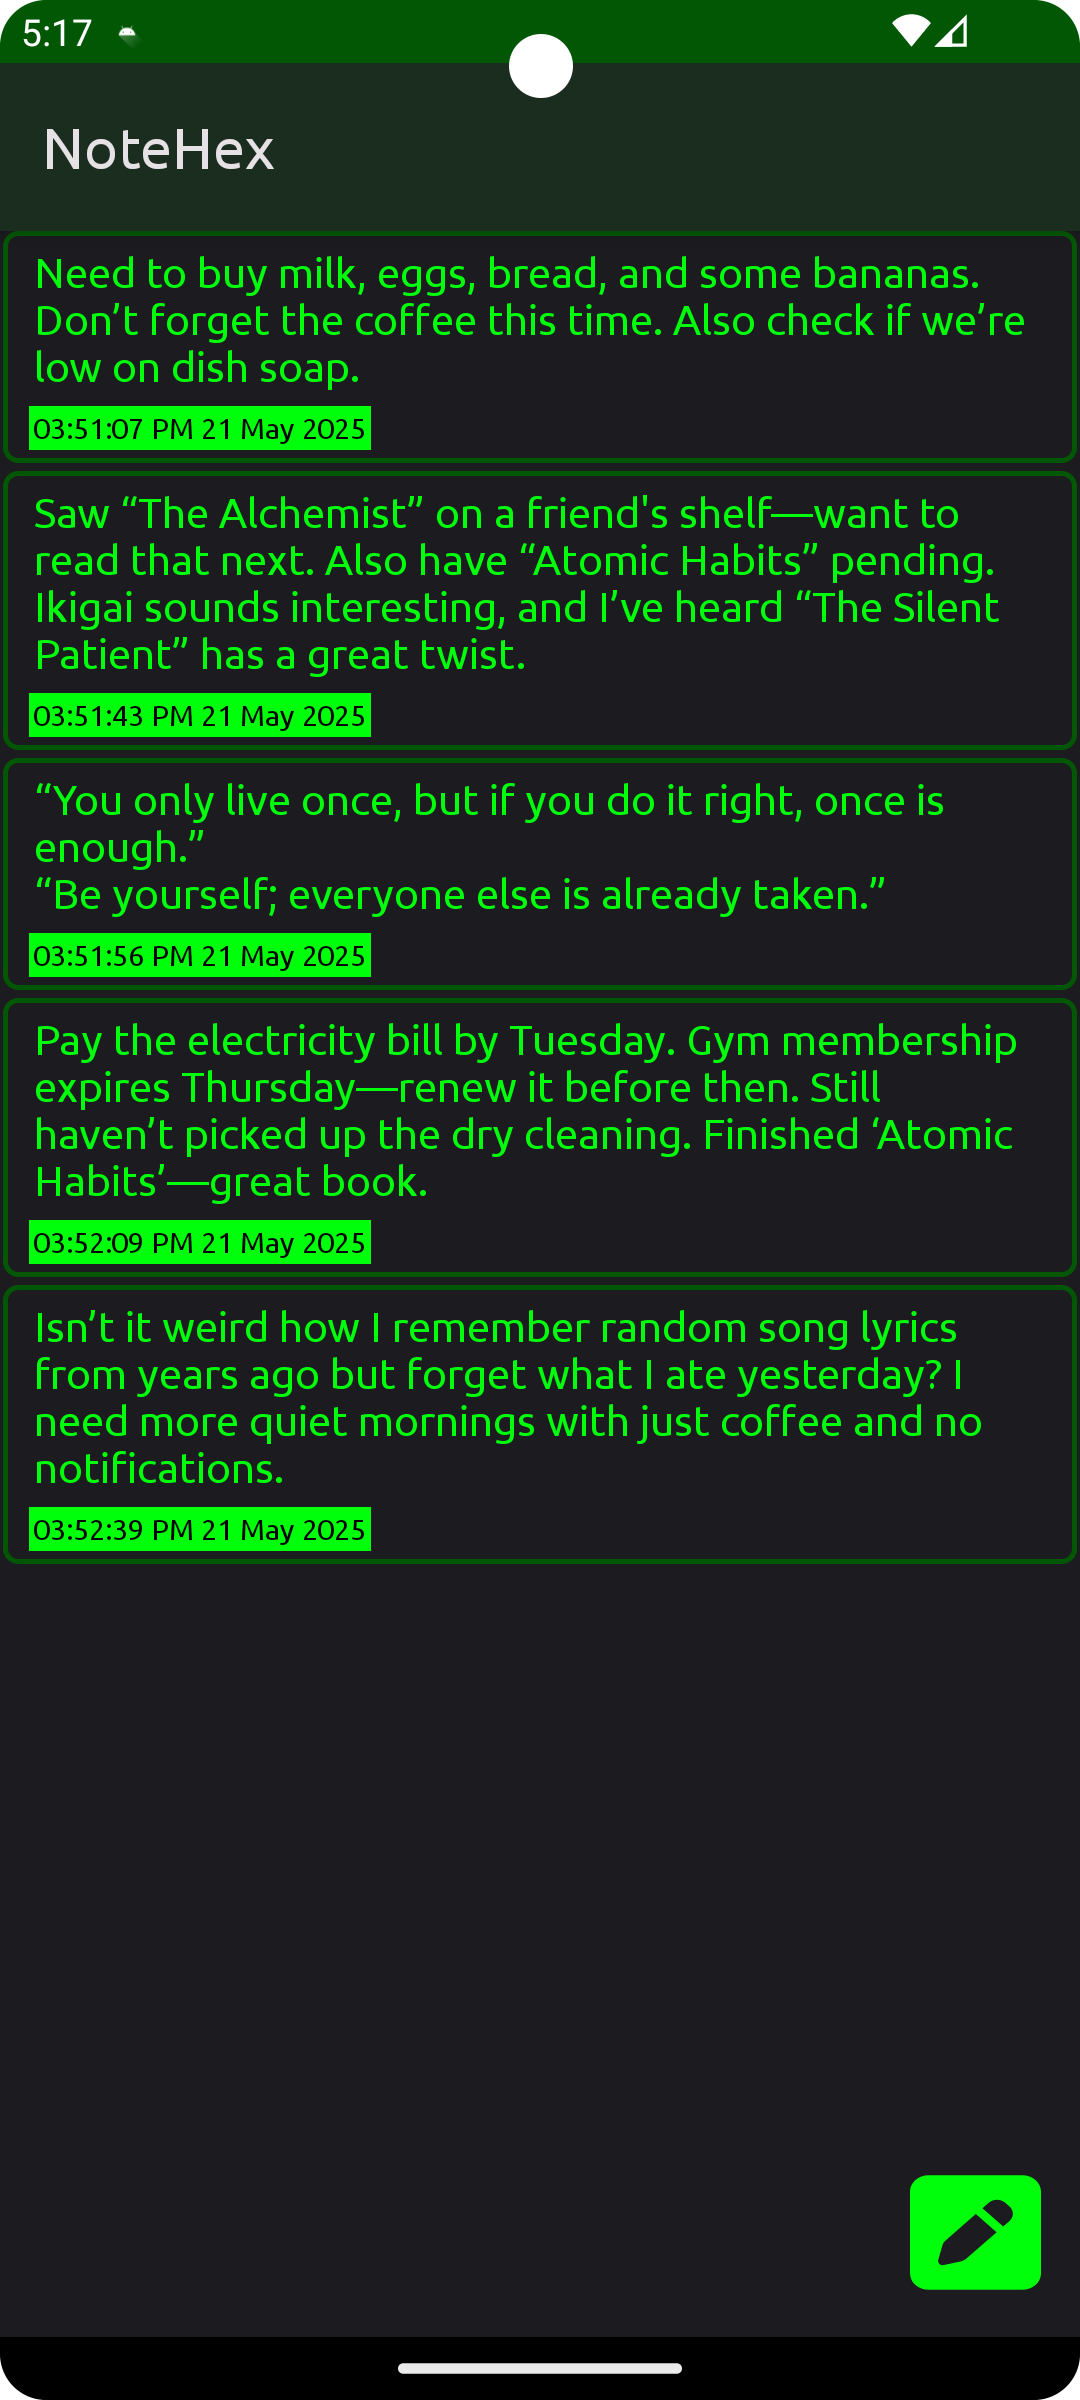 5:17
NoteHex
Need to buy milk, eggs, bread, and some bananas.
Don’t forget the coffee this time. Also check if we’re
low on dish soap.
03:51:07 PM 21 May 2025
Saw “The Alchemist” on a friend's shelf—want to
read that next. Also have “Atomic Habits” pending.
Ikigai sounds interesting, and I’ve heard “The Silent
Patient” has a great twist.
03:51:43 PM 21 May 2025
“You only live once, but if you do it right, once is
enough.”
“Be yourself; everyone else is already taken.”
03:51:56 PM 21 May 2025
Pay the electricity bill by Tuesday. Gym membership
expires Thursday—renew it before then. Still
haven’t picked up the dry cleaning. Finished ‘Atomic
Habits’—great book.
03:52:09 PM 21 May 2025
Isn’t it weird how I remember random song lyrics
from years ago but forget what I ate yesterday? I
need more quiet mornings with just coffee and no
notifications.
03:52:39 PM 21 May 2025